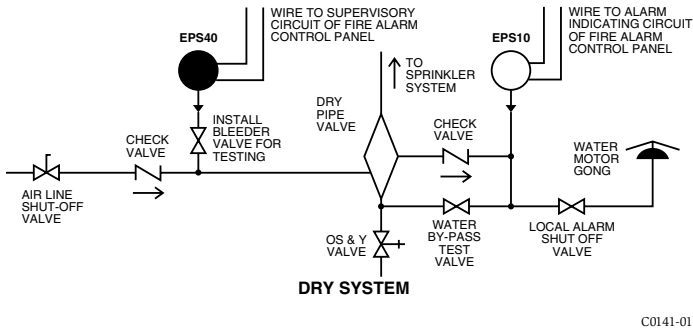 WIRE TO SUPERVISORY
CIRCUIT OF FIRE ALARM
CONTROL PANEL
EPS40
WIRE TO ALARM
INDICATING CIRCUIT
OF FIRE ALARM
CONTROL PANEL
EPS10
TO
SPRINKLER
SYSTEM
DRY
PIPE
VALVE
INSTALL
BLEEDER
VALVE FOR
TESTING
CHECK
VALVE
CHECK
VALVE
WATER
MOTOR
GONG
AIR LINE
SHUT-OFF
VALVE
OS & Y
VALVE
WATER
BY-PASS
TEST
VALVE
LOCAL ALARM
SHUT OFF
VALVE
DRY SYSTEM
C0141-01